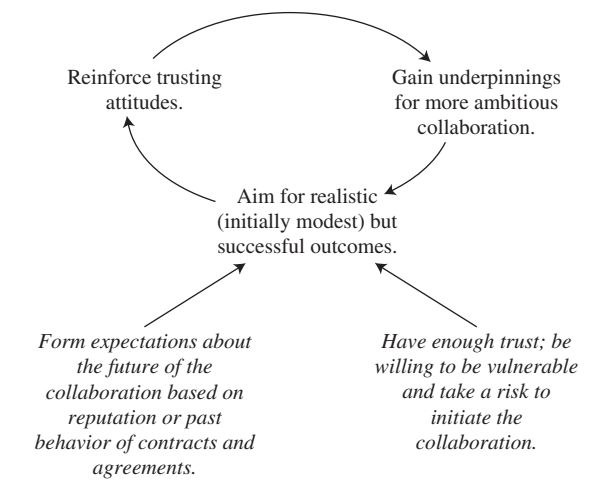 Reinforce trusting
attitudes.
Gain underpinnings
for more ambitious
collaboration.
Aim for realistic
(initially modest) but
successful outcomes.
Form expectations about
the future of the
collaboration based on
reputation or past
behavior of contracts and
agreements.
Have enough trust; be
willing to be vulnerable
and take a risk to
initiate the
collaboration.